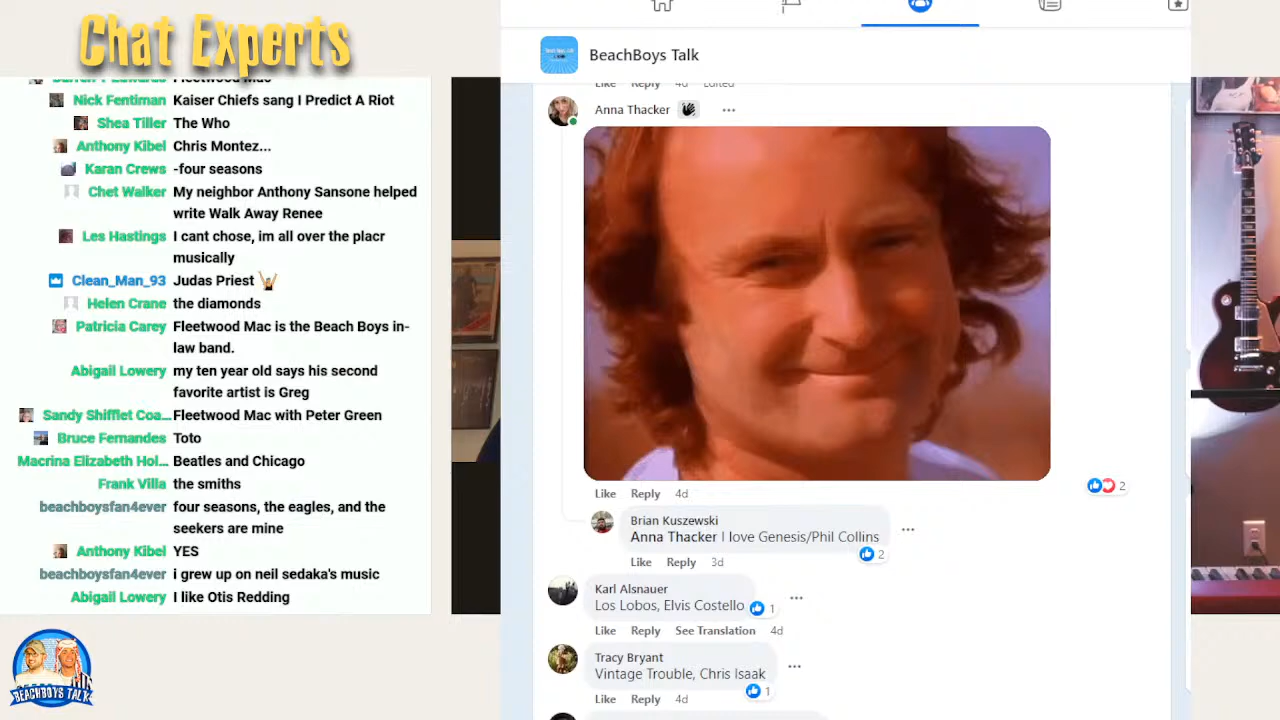 Chat Experts
Fleetwood Mac
Nick Fentiman Kaiser Chiefs sang I Predict A Riot
Shea Tiller The Who
Anthony Kibel Chris Montez...
Karan Crews -four seasons
Chet Walker My neighbor Anthony Sansone helped
write Walk Away Renee
Les Hastings I cant chose, im all over the placr
musically
Clean_Man_93 Judas Priest
Helen Crane the diamonds
Patricia Carey Fleetwood Mac is the Beach Boys in-
law band.
Abigail Lowery my ten year old says his second
favorite artist is Greg
Sandy Shifflet Coa... Fleetwood Mac with Peter Green
Bruce Fernandes Toto
Macrina Elizabeth Hol... Beatles and Chicago
Frank Villa the smiths
beachboysfan4ever four seasons, the eagles, and the
seekers are mine
Anthony Kibel YES
beachboysfan4ever i grew up on neil sedaka's music
Abigail Lowery I like Otis Redding
BEACHBOYS TALK
BeachBoys Talk
Like Reply 4d Edited
Anna Thacker
Like Reply 4d
2
Brian Kuszewski
Anna Thacker I love Genesis/Phil Collins
2
Like Reply 3d
Karl Alsnauer
Los Lobos, Elvis Costello
1
Like Reply See Translation 4d
Tracy Bryant
Vintage Trouble, Chris Isaak
1
Like Reply 4d